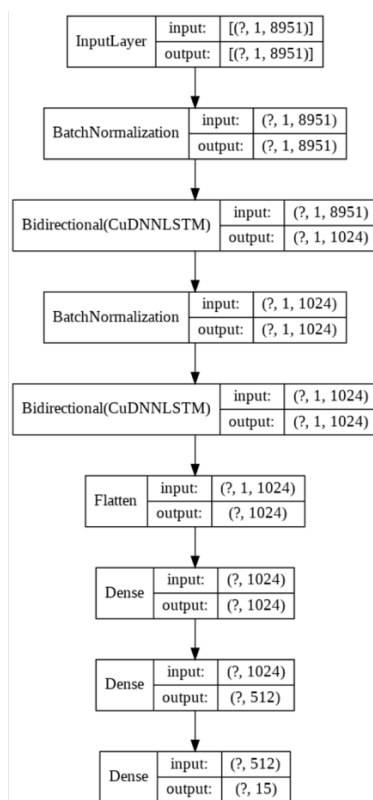 InputLayer
input: [(?, 1, 8951)]
output: [(?, 1, 8951)]
BatchNormalization
input: (?, 1, 8951)
output: (?, 1, 8951)
Bidirectional(CuDNNLSTM)
input: (?, 1, 8951)
output: (?, 1, 1024)
BatchNormalization
input: (?, 1, 1024)
output: (?, 1, 1024)
Bidirectional(CuDNNLSTM)
input: (?, 1, 1024)
output: (?, 1, 1024)
Flatten
input: (?, 1, 1024)
output: (?, 1024)
Dense
input: (?, 1024)
output: (?, 1024)
Dense
input: (?, 1024)
output: (?, 512)
Dense
input: (?, 512)
output: (?, 15)